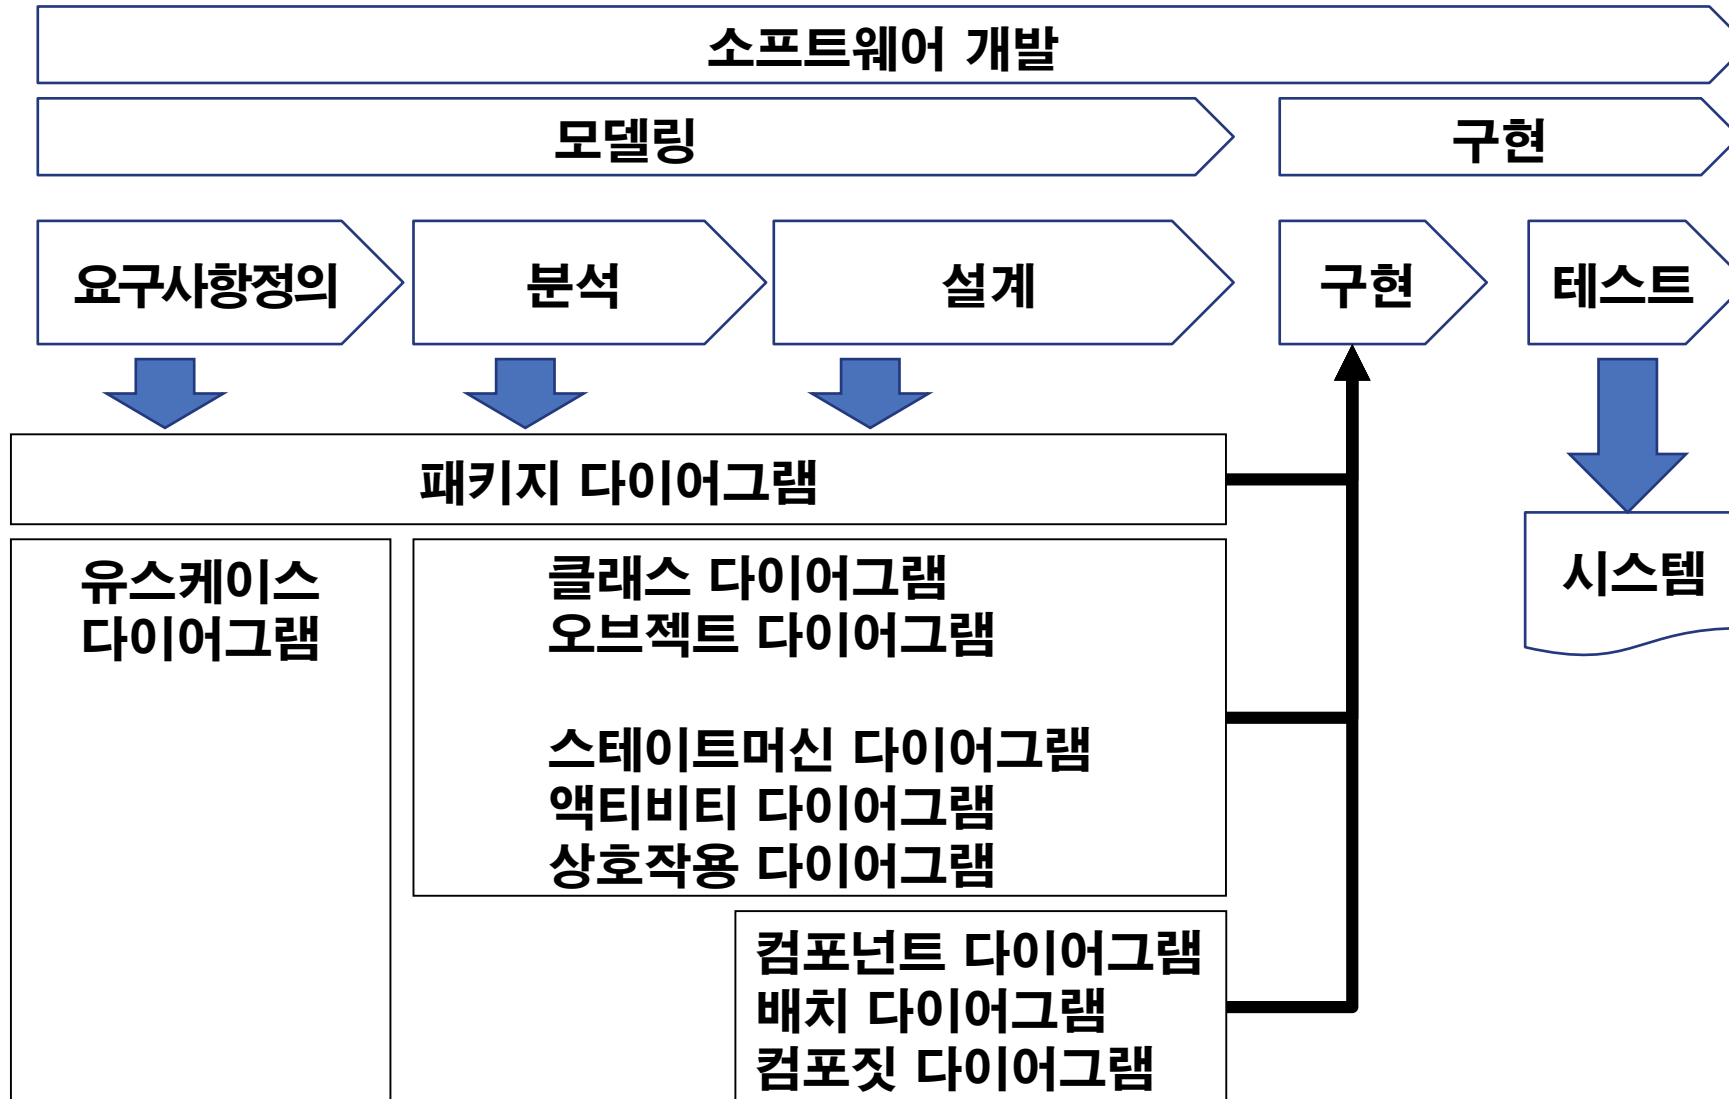 소프트웨어 개발
모델링
구현
요구사항정의
분석
설계
구현
테스트
패키지 다이어그램
유스케이스
다이어그램
클래스 다이어그램
오브젝트 다이어그램
스테이트머신 다이어그램
액티비티 다이어그램
상호작용 다이어그램
컴포넌트 다이어그램
배치 다이어그램
컴포짓 다이어그램
시스템